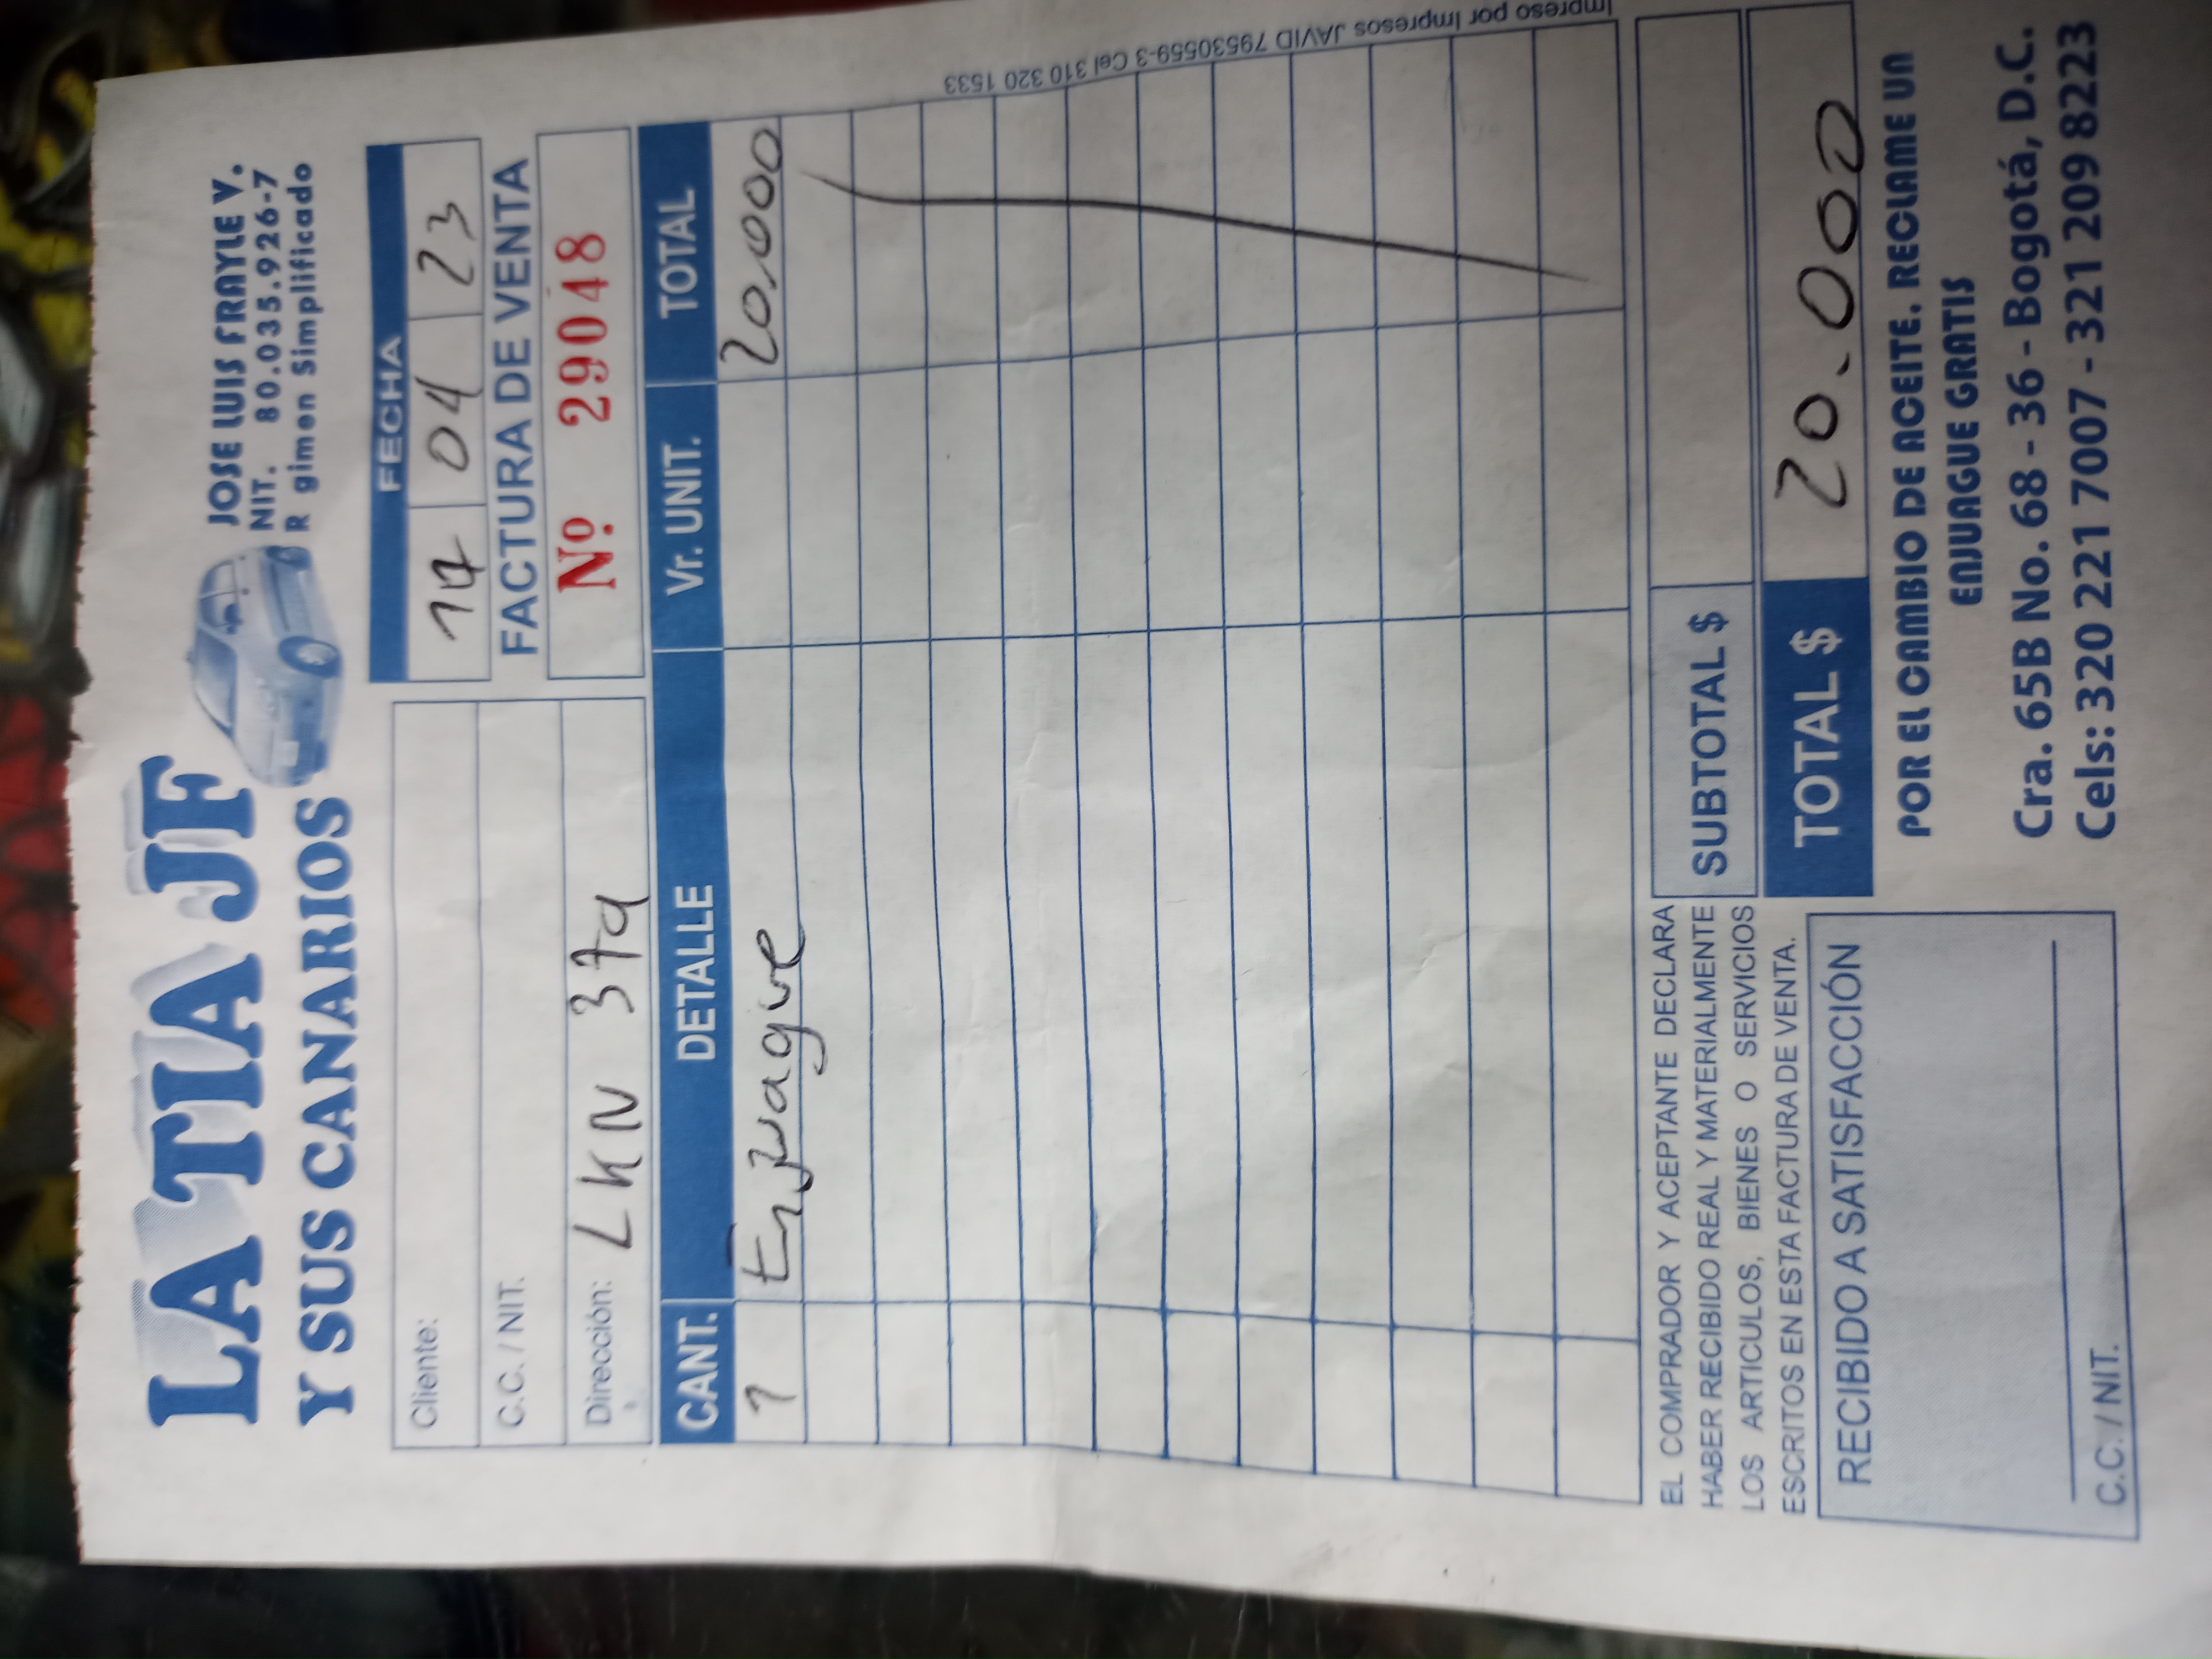 LA TIA JF
Y SUS CANARIOS
JOSE LUIS FRAYLE V.
NIT. 80.035.926-7
R gimen Simplificado
Cliente:
C.C. / NIT.
Dirección: LKN 379
FECHA
17 04 23
FACTURA DE VENTA
Nº 29048
CANT. DETALLE Vr. UNIT. TOTAL
1 Enjuague 20.000
Impreso por Impresos JAVID 79530559-3 Cel 310 320 1533
EL COMPRADOR Y ACEPTANTE DECLARA
HABER RECIBIDO REAL Y MATERIALMENTE
LOS ARTICULOS, BIENES O SERVICIOS
ESCRITOS EN ESTA FACTURA DE VENTA.
SUBTOTAL $
TOTAL $ 20.000
RECIBIDO A SATISFACCIÓN
C.C. / NIT.
POR EL CAMBIO DE ACEITE, RECLAME UN
ENJUAGUE GRATIS
Cra. 65B No. 68 - 36 - Bogotá, D.C.
Cels: 320 221 7007 - 321 209 8223